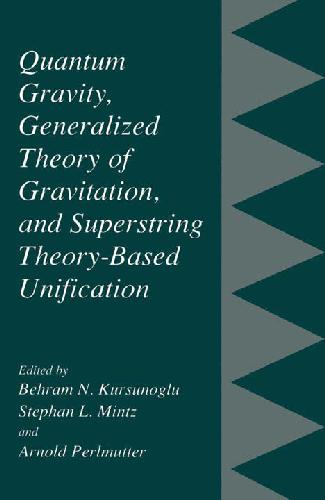 Quantum
Gravity,
Generalized
Theory of
Gravitation,
and Superstring
Theory-Based
Unification
Edited by
Behram N. Kursunoglu
Stephan L. Mintz
and
Arnold Perlmutter